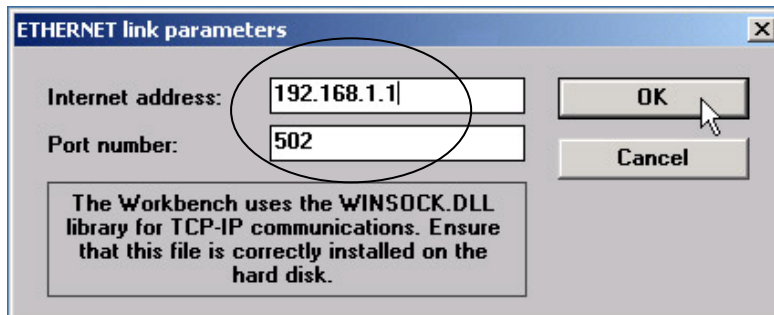 ETHERNET link parameters
Internet address: 192.168.1.1 OK
Port number: 502
Cancel
The Workbench uses the WINSOCK.DLL
library for TCP-IP communications. Ensure
that this file is correctly installed on the
hard disk.